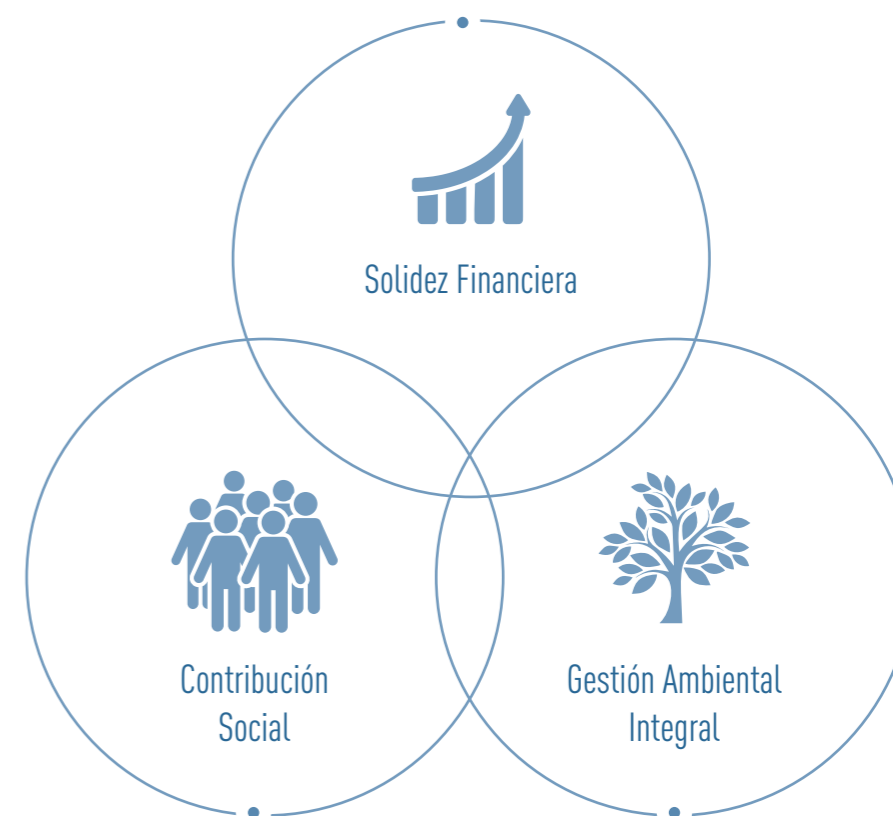 Solidez Financiera
Contribución
Social
Gestión Ambiental
Integral